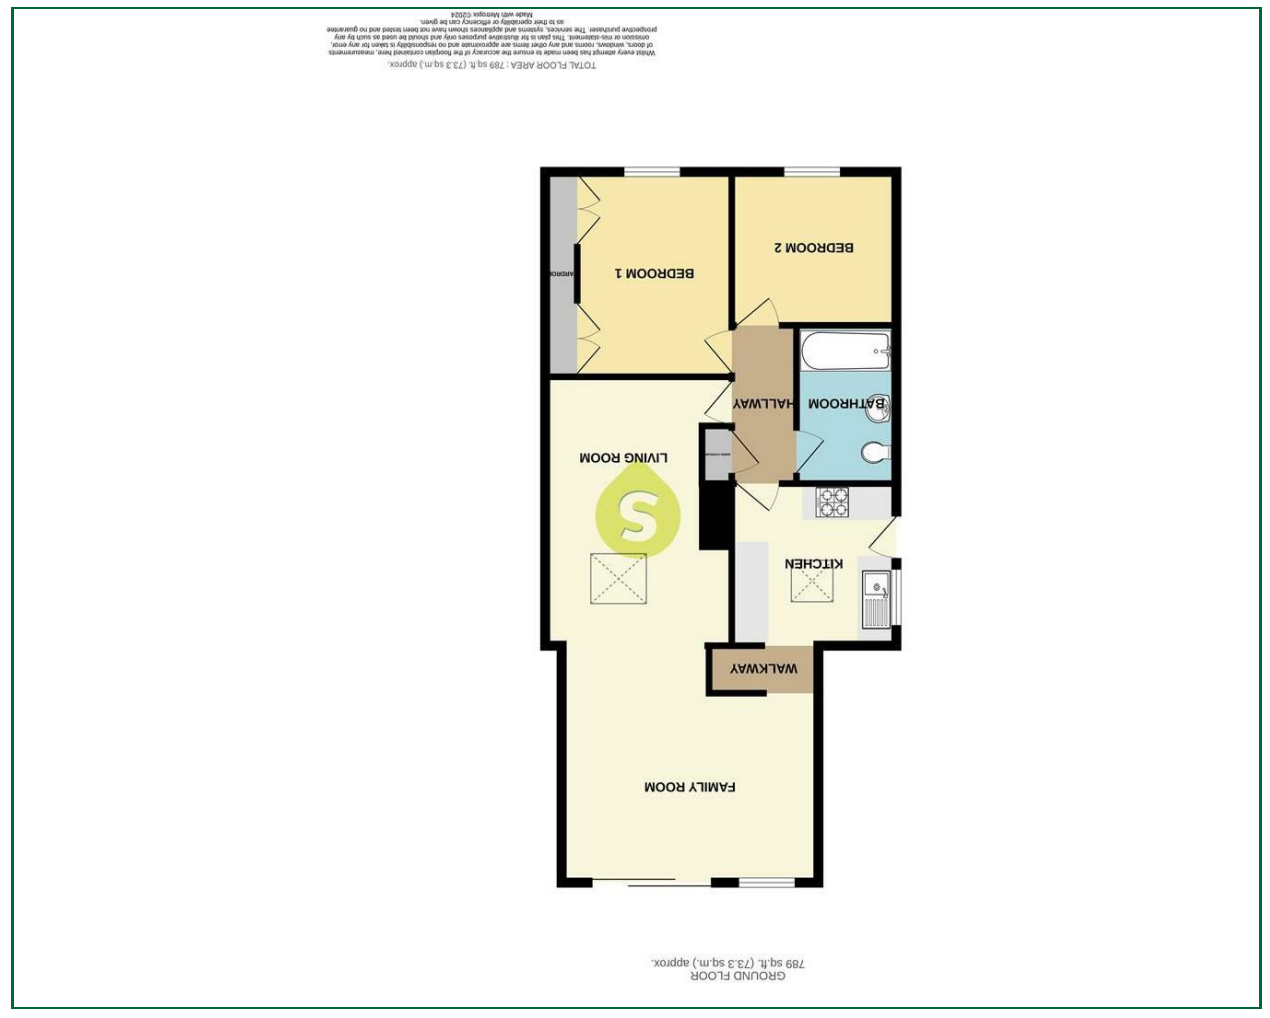 GROUND FLOOR
789 sq.ft. (73.3 sq.m.) approx.
FAMILY ROOM
WALKWAY
KITCHEN
LIVING ROOM
S
BATHROOM
HALLWAY
BEDROOM 1
BEDROOM 2
TOTAL FLOOR AREA : 789 sq.ft. (73.3 sq.m.) approx.
Whilst every attempt has been made to ensure the accuracy of the floorplan contained here, measurements
of doors, windows, rooms and any other items are approximate and no responsibility is taken for any error,
omission or mis-statement. This plan is for illustrative purposes only and should be used as such by any
prospective purchaser. The services, systems and appliances shown have not been tested and no guarantee
as to their operability or efficiency can be given.
Made with Metropix ©2024